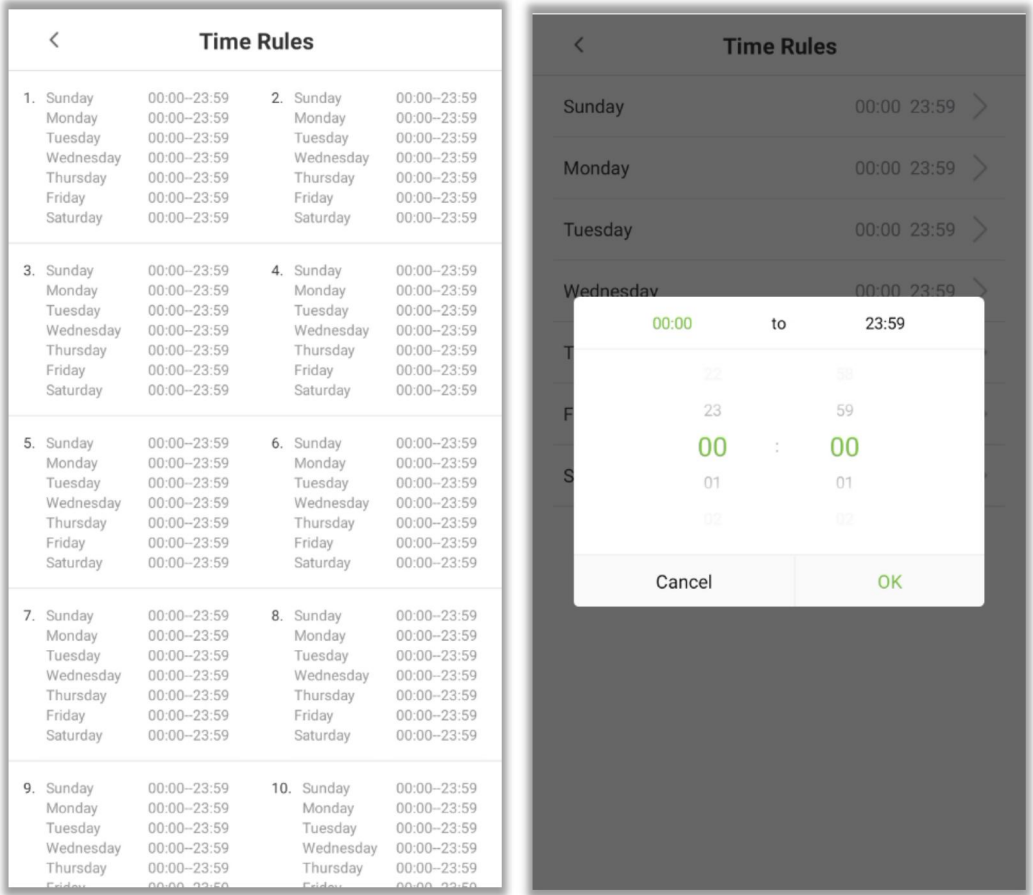 Time Rules
1. Sunday 00:00–23:59 2. Sunday 00:00–23:59
Monday 00:00–23:59 Monday 00:00–23:59
Tuesday 00:00–23:59 Tuesday 00:00–23:59
Wednesday 00:00–23:59 Wednesday 00:00–23:59
Thursday 00:00–23:59 Thursday 00:00–23:59
Friday 00:00–23:59 Friday 00:00–23:59
Saturday 00:00–23:59 Saturday 00:00–23:59
3. Sunday 00:00–23:59 4. Sunday 00:00–23:59
Monday 00:00–23:59 Monday 00:00–23:59
Tuesday 00:00–23:59 Tuesday 00:00–23:59
Wednesday 00:00–23:59 Wednesday 00:00–23:59
Thursday 00:00–23:59 Thursday 00:00–23:59
Friday 00:00–23:59 Friday 00:00–23:59
Saturday 00:00–23:59 Saturday 00:00–23:59
5. Sunday 00:00–23:59 6. Sunday 00:00–23:59
Monday 00:00–23:59 Monday 00:00–23:59
Tuesday 00:00–23:59 Tuesday 00:00–23:59
Wednesday 00:00–23:59 Wednesday 00:00–23:59
Thursday 00:00–23:59 Thursday 00:00–23:59
Friday 00:00–23:59 Friday 00:00–23:59
Saturday 00:00–23:59 Saturday 00:00–23:59
7. Sunday 00:00–23:59 8. Sunday 00:00–23:59
Monday 00:00–23:59 Monday 00:00–23:59
Tuesday 00:00–23:59 Tuesday 00:00–23:59
Wednesday 00:00–23:59 Wednesday 00:00–23:59
Thursday 00:00–23:59 Thursday 00:00–23:59
Friday 00:00–23:59 Friday 00:00–23:59
Saturday 00:00–23:59 Saturday 00:00–23:59
9. Sunday 00:00–23:59 10. Sunday 00:00–23:59
Monday 00:00–23:59 Monday 00:00–23:59
Tuesday 00:00–23:59 Tuesday 00:00–23:59
Wednesday 00:00–23:59 Wednesday 00:00–23:59
Thursday 00:00–23:59 Thursday 00:00–23:59
Friday 00:00–23:59 Friday 00:00–23:59
Time Rules
Sunday 00:00 23:59
Monday 00:00 23:59
Tuesday 00:00 23:59
Wednesday 00:00 23:59
T
F
S
00:00 to 23:59
22 58
23 59
00 : 00
01 01
02 02
Cancel OK